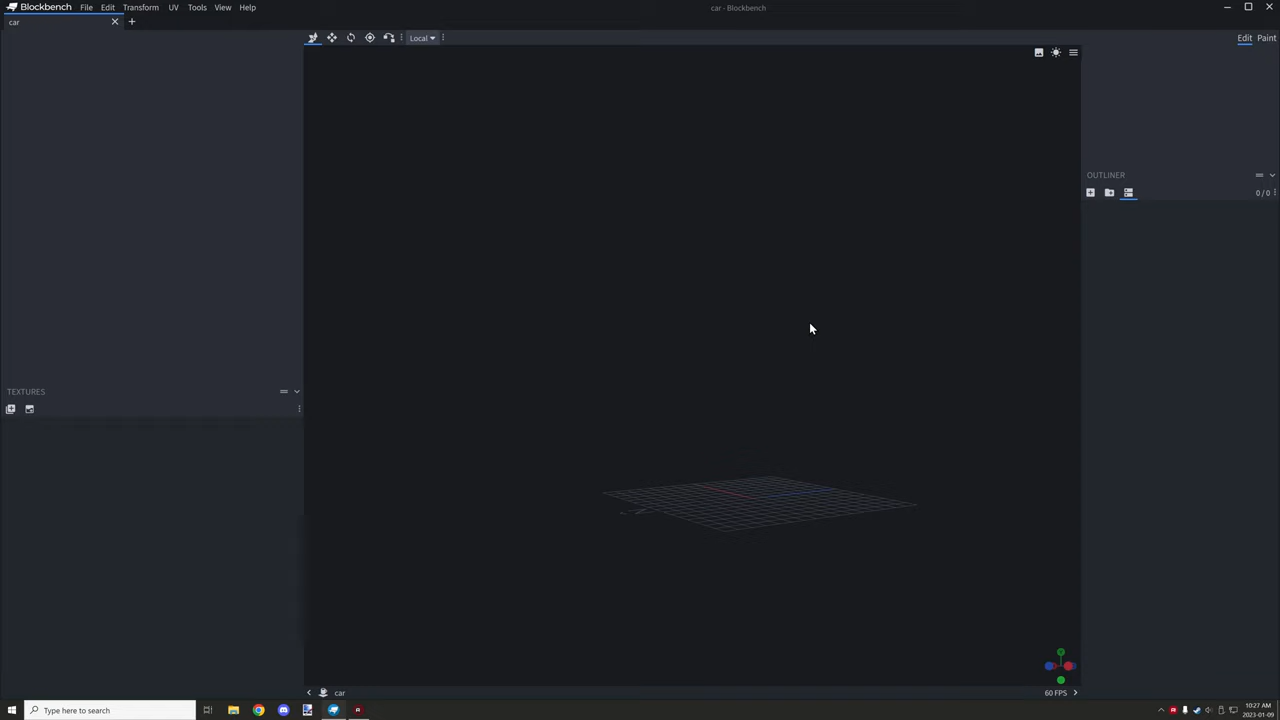 Blockbench File Edit Transform UV Tools View Help
car - Blockbench
car
Local
Edit Paint
OUTLINER
0 / 0
TEXTURES
car
60 FPS
Type here to search
10:27 AM
2023-01-09